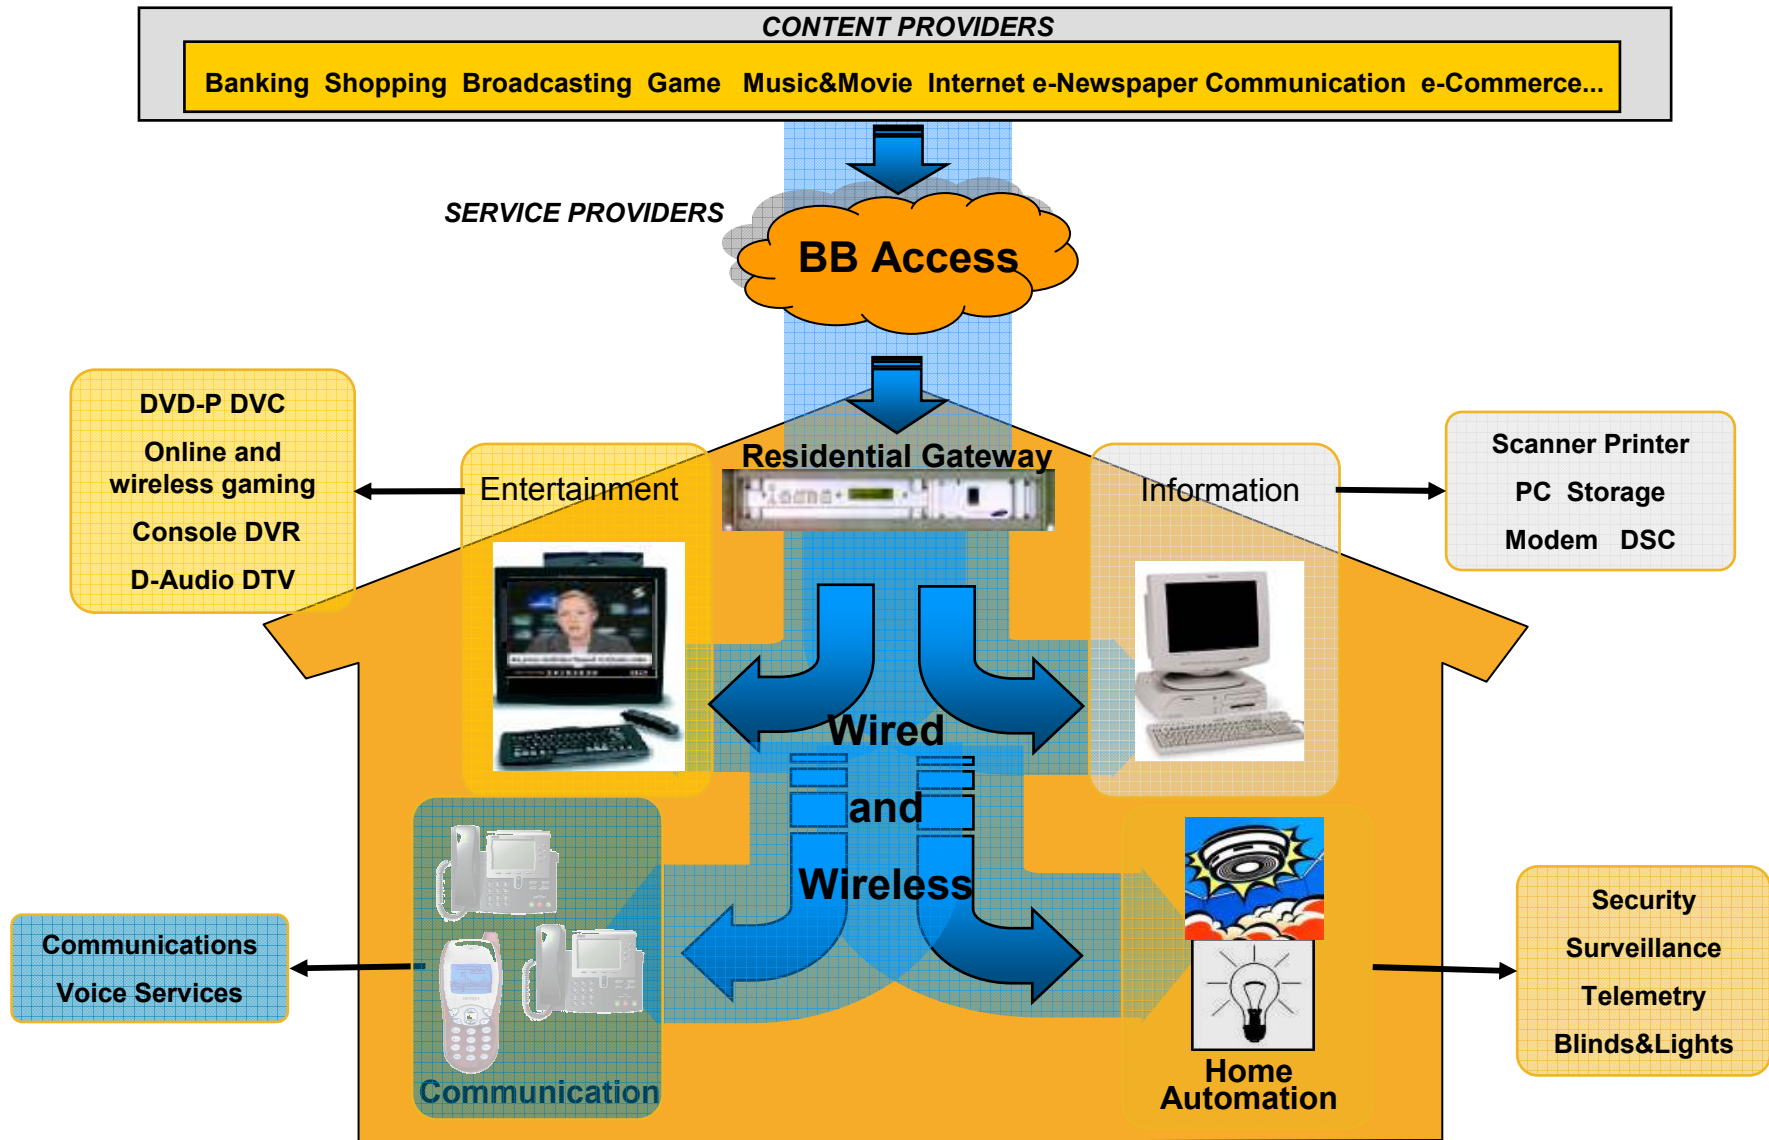 CONTENT PROVIDERS
Banking Shopping Broadcasting Game Music&Movie Internet e-Newspaper Communication e-Commerce...
SERVICE PROVIDERS
BB Access
DVD-P DVC
Online and
wireless gaming
Console DVR
D-Audio DTV
Entertainment
Residential Gateway
Information
Scanner Printer
PC Storage
Modem DSC
Wired
and
Wireless
Communications
Voice Services
Communication
Home
Automation
Security
Surveillance
Telemetry
Blinds&Lights